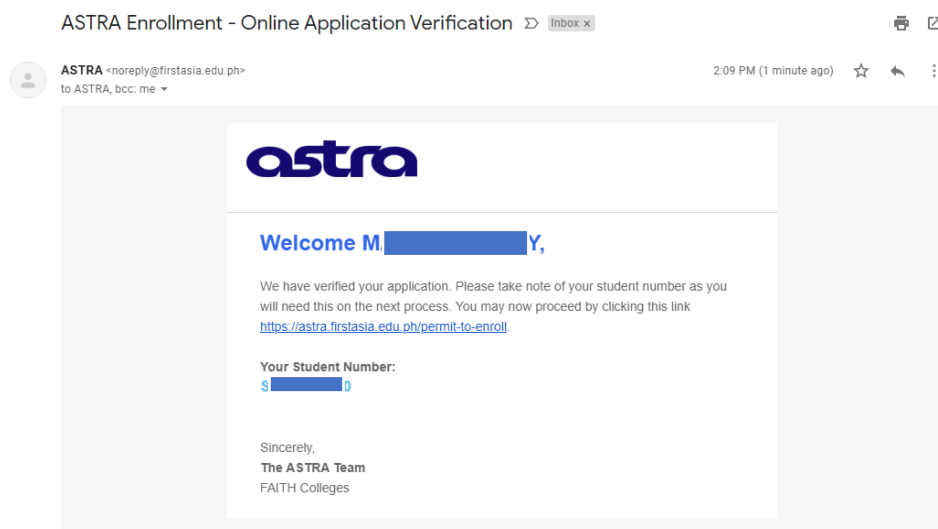 ASTRA Enrollment - Online Application Verification Inbox ×
ASTRA <noreply@firstasia.edu.ph> 2:09 PM (1 minute ago)
to ASTRA, bcc: me
astra
Welcome M Y,
We have verified your application. Please take note of your student number as you
will need this on the next process. You may now proceed by clicking this link
https://astra.firstasia.edu.ph/permit-to-enroll.
Your Student Number:
S 0
Sincerely,
The ASTRA Team
FAITH Colleges